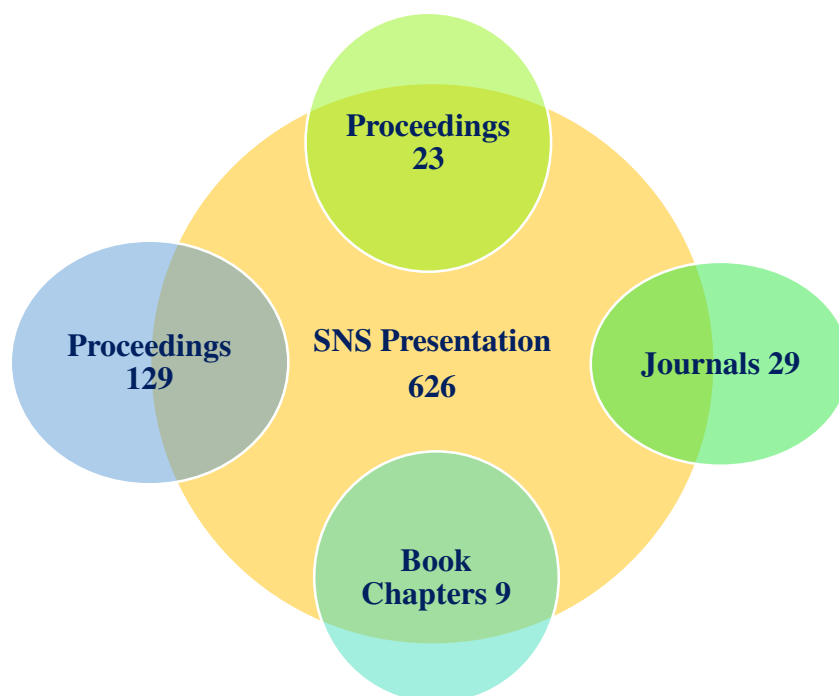 Proceedings
23
Proceedings
129
SNS Presentation
626
Journals 29
Book
Chapters 9